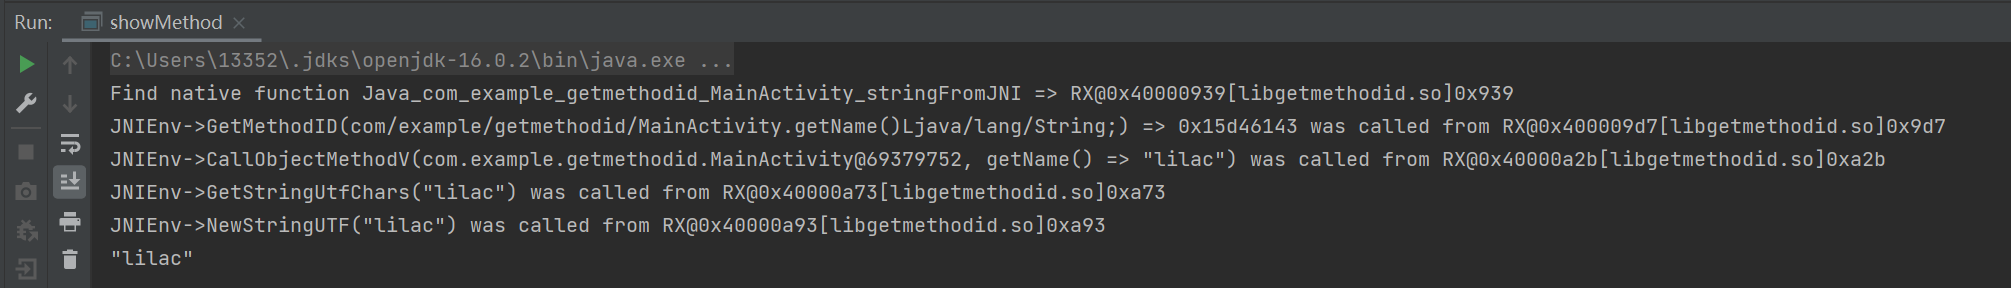 Run: showMethod
C:\Users\13352\.jdks\openjdk-16.0.2\bin\java.exe ...
Find native function Java_com_example_getmethodid_MainActivity_stringFromJNI => RX@0x40000939[libgetmethodid.so]0x939
JNIEnv->GetMethodID(com/example/getmethodid/MainActivity.getName()Ljava/lang/String;) => 0x15d46143 was called from RX@0x400009d7[libgetmethodid.so]0x9d7
JNIEnv->CallObjectMethodV(com.example.getmethodid.MainActivity@69379752, getName() => "lilac") was called from RX@0x40000a2b[libgetmethodid.so]0xa2b
JNIEnv->GetStringUtfChars("lilac") was called from RX@0x40000a73[libgetmethodid.so]0xa73
JNIEnv->NewStringUTF("lilac") was called from RX@0x40000a93[libgetmethodid.so]0xa93
"lilac"